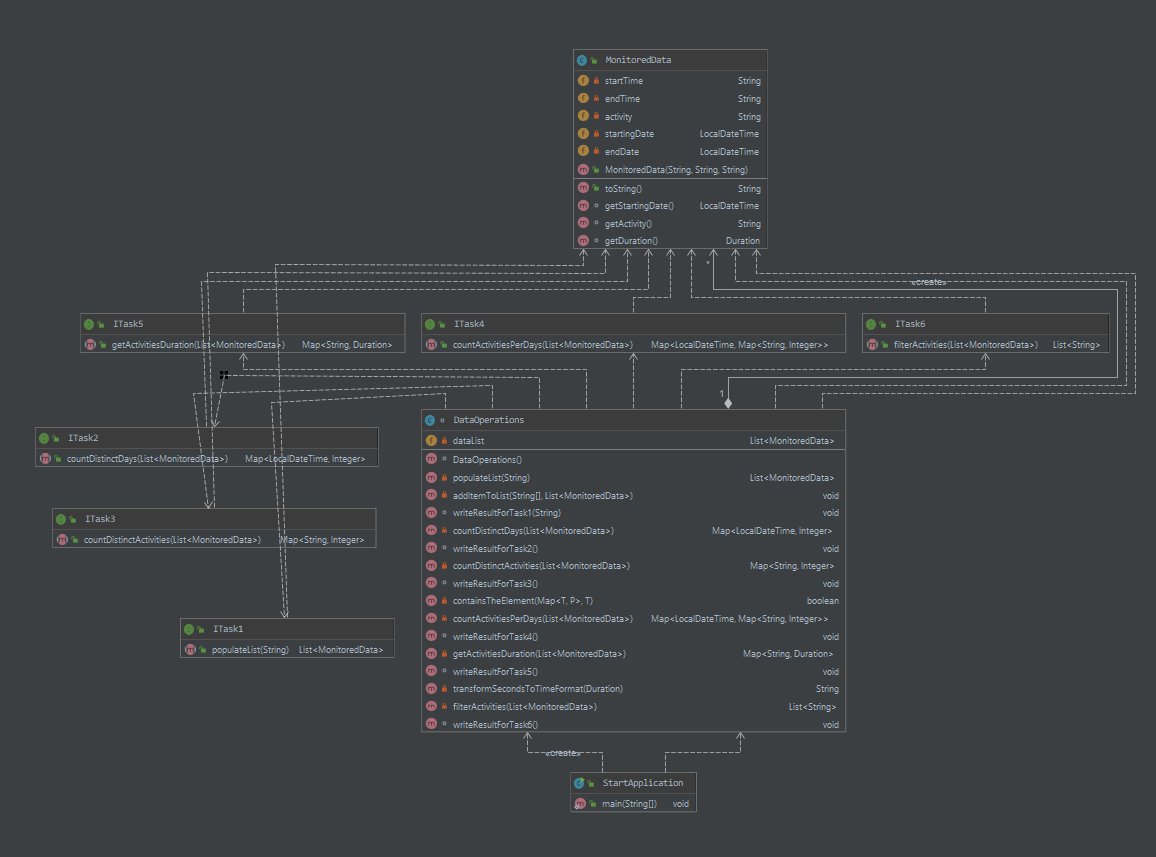 MonitoredData
startTime String
endTime String
activity String
startingDate LocalDateTime
endDate LocalDateTime
MonitoredData(String, String, String)
toString() String
getStartingDate() LocalDateTime
getActivity() String
getDuration() Duration
*
«create»
ITask5
getActivitiesDuration(List<MonitoredData>) Map<String, Duration>
ITask4
countActivitiesPerDays(List<MonitoredData>) Map<LocalDateTime, Map<String, Integer>>
ITask6
filterActivities(List<MonitoredData>) List<String>
1
ITask2
countDistinctDays(List<MonitoredData>) Map<LocalDateTime, Integer>
ITask3
countDistinctActivities(List<MonitoredData>) Map<String, Integer>
ITask1
populateList(String) List<MonitoredData>
DataOperations
dataList List<MonitoredData>
DataOperations()
populateList(String) List<MonitoredData>
addItemToList(String[], List<MonitoredData>) void
writeResultForTask1(String) void
countDistinctDays(List<MonitoredData>) Map<LocalDateTime, Integer>
writeResultForTask2() void
countDistinctActivities(List<MonitoredData>) Map<String, Integer>
writeResultForTask3() void
containsTheElement(Map<T, P>, T) boolean
countActivitiesPerDays(List<MonitoredData>) Map<LocalDateTime, Map<String, Integer>>
writeResultForTask4() void
getActivitiesDuration(List<MonitoredData>) Map<String, Duration>
writeResultForTask5() void
transformSecondsToTimeFormat(Duration) String
filterActivities(List<MonitoredData>) List<String>
writeResultForTask6() void
«create»
StartApplication
main(String[]) void